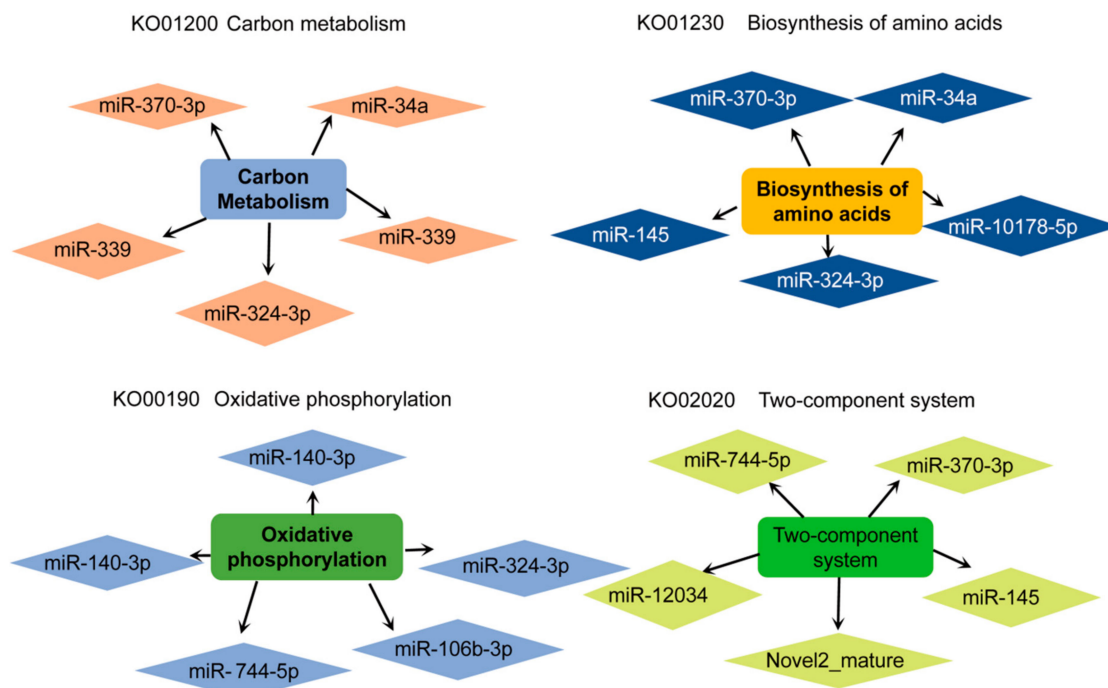 KO01200 Carbon metabolism
miR-370-3p
miR-34a
Carbon
Metabolism
miR-339
miR-339
miR-324-3p
KO01230 Biosynthesis of amino acids
miR-370-3p
miR-34a
Biosynthesis of
amino acids
miR-145
miR-10178-5p
miR-324-3p
KO00190 Oxidative phosphorylation
miR-140-3p
Oxidative
phosphorylation
miR-140-3p
miR-324-3p
miR-106b-3p
miR- 744-5p
KO02020 Two-component system
miR-744-5p
miR-370-3p
Two-component
system
miR-12034
miR-145
Novel2_mature